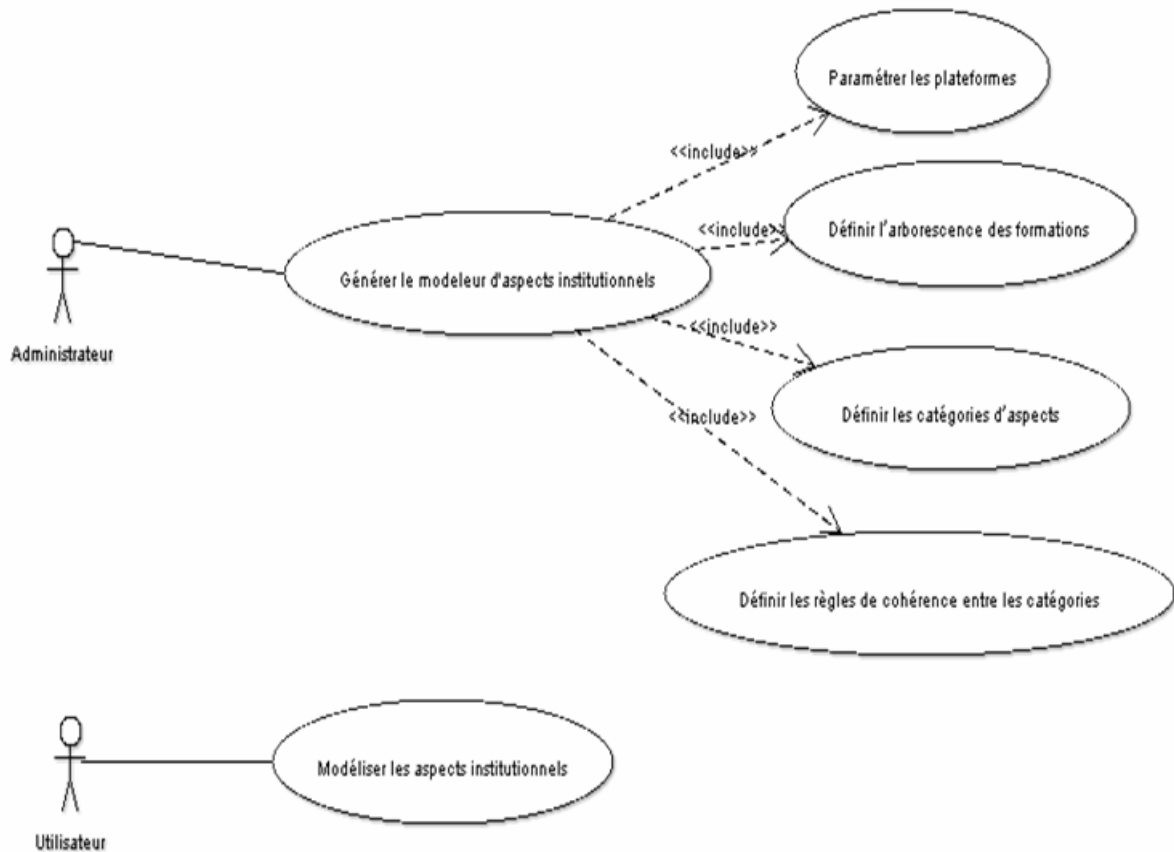 Paramétrer les plateformes
<<include>>
<<include>>
Définir l'arborescence des formations
Générer le modeleur d'aspects institutionnels
Administrateur
<<include>>
<<include>>
Définir les catégories d'aspects
Définir les règles de cohérence entre les catégories
Modéliser les aspects institutionnels
Utilisateur